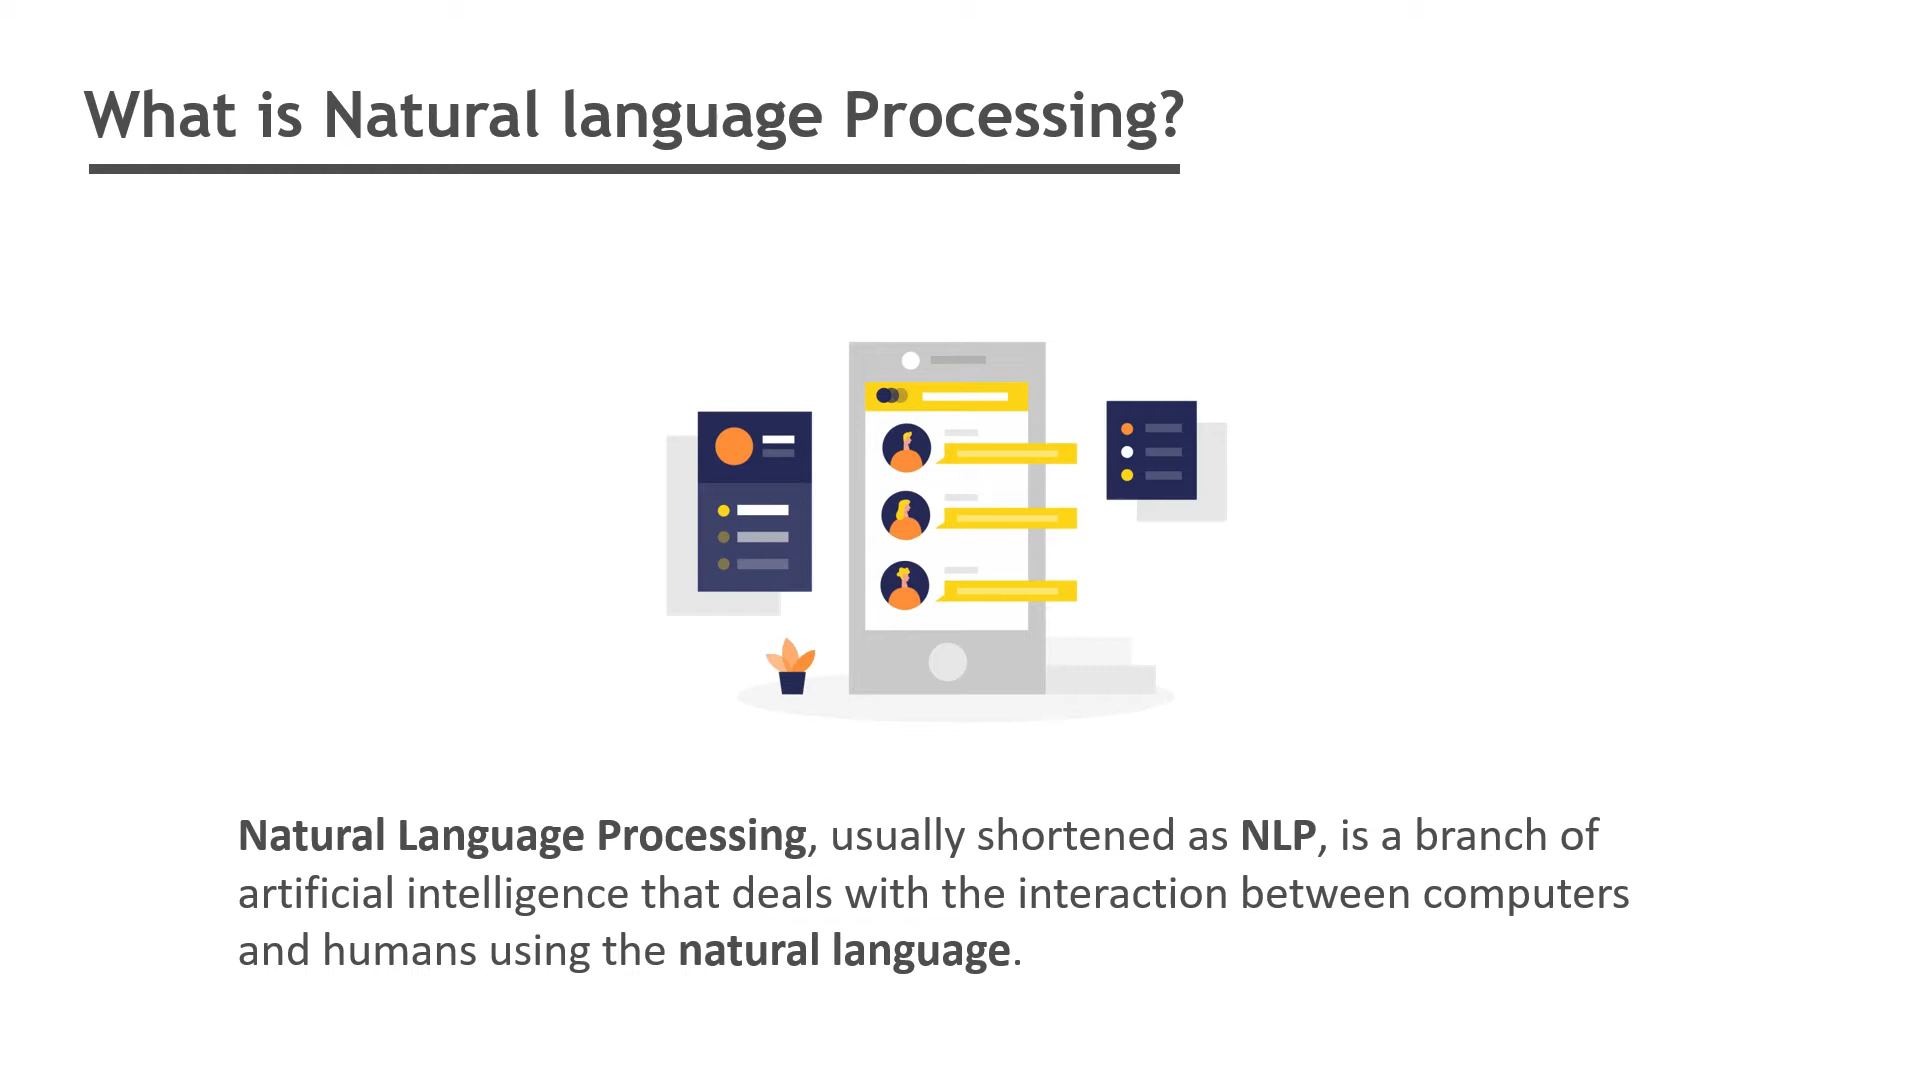 What is Natural language Processing?
Natural Language Processing, usually shortened as NLP, is a branch of
artificial intelligence that deals with the interaction between computers
and humans using the natural language.